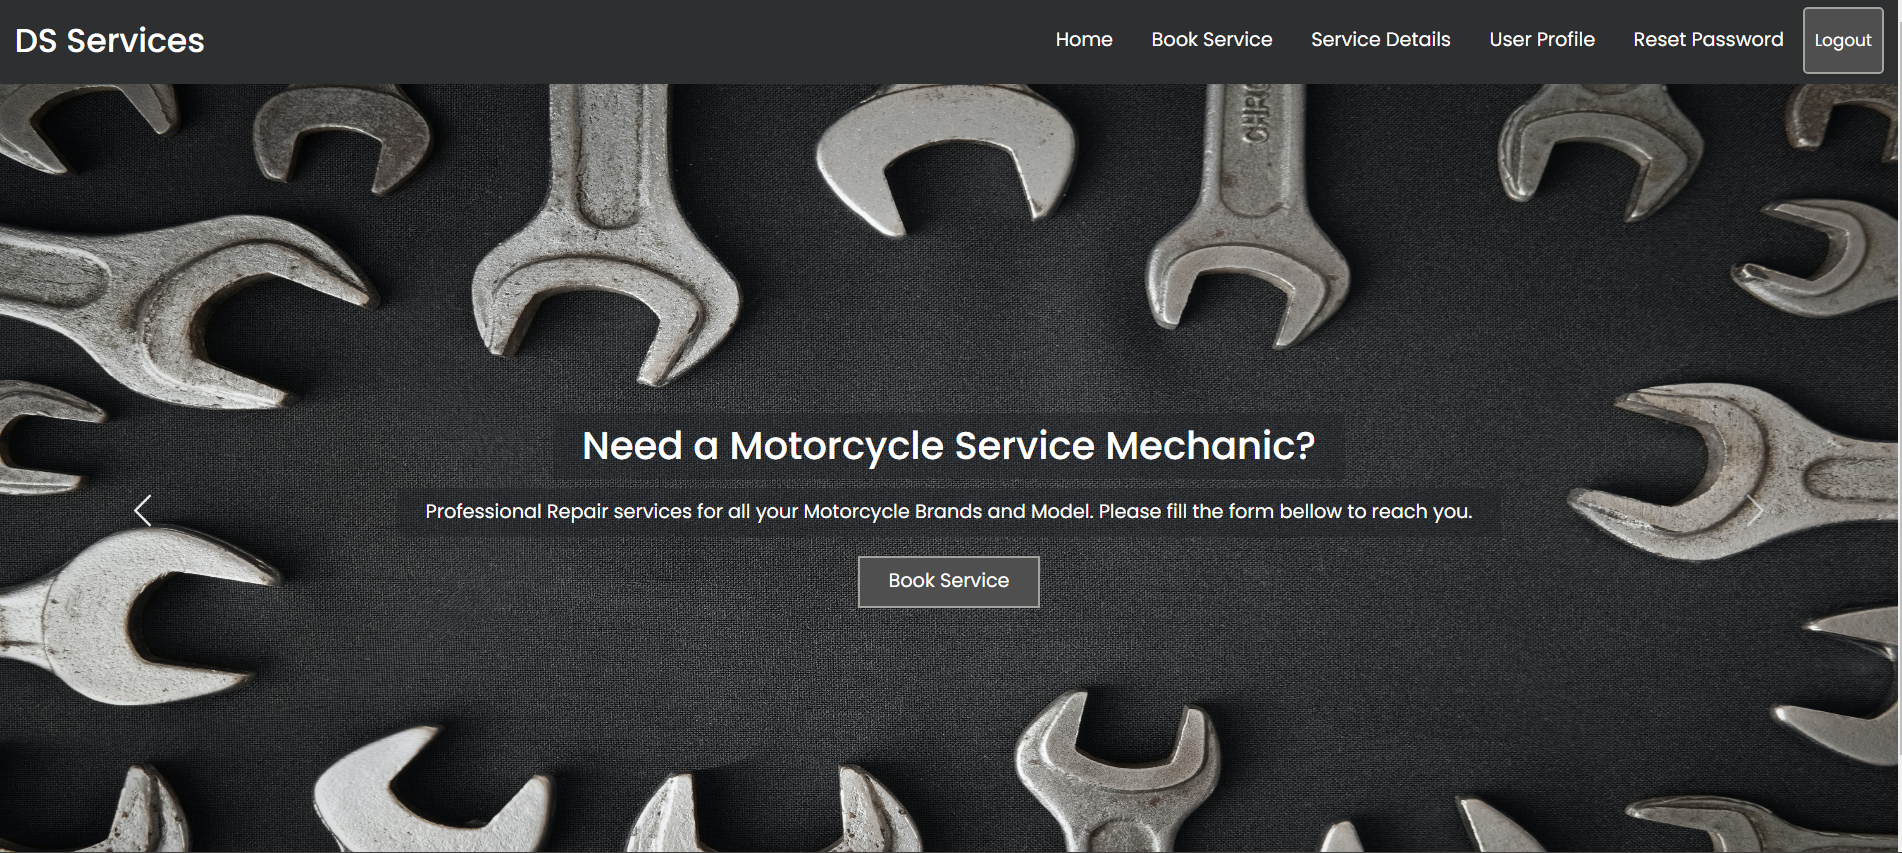 DS Services
Home
Book Service
Service Details
User Profile
Reset Password
Logout
Need a Motorcycle Service Mechanic?
Professional Repair services for all your Motorcycle Brands and Model. Please fill the form bellow to reach you.
Book Service